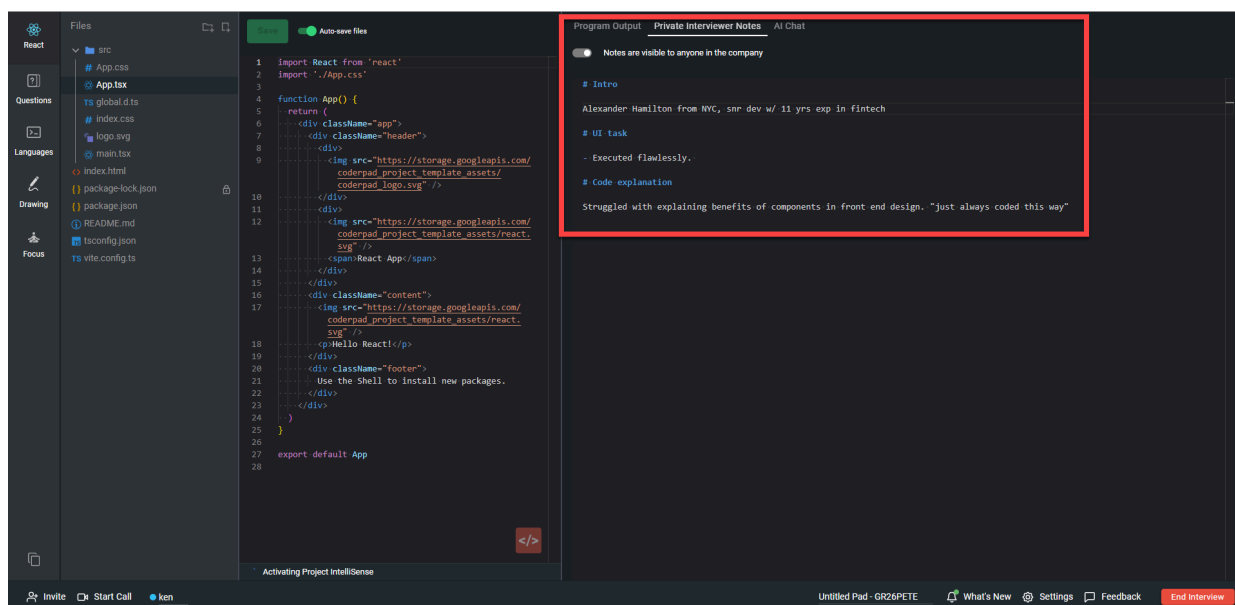 React
Questions
Languages
Drawing
Focus
Files
src
# App.css
App.tsx
TS global.d.ts
# index.css
logo.svg
main.tsx
<> index.html
{} package-lock.json
{} package.json
README.md
tsconfig.json
TS vite.config.ts
Save
Auto-save files
1 import React from 'react'
2 import './App.css'
3
4 function App() {
5 return (
6 <div className="app">
7 <div className="header">
8 <div>
9 <img src="https://storage.googleapis.com/
coderpad_project_template_assets/
coderpad_logo.svg" />
10 </div>
11 <div>
12 <img src="https://storage.googleapis.com/
coderpad_project_template_assets/react.
svg" />
13 <span>React App</span>
14 </div>
15 </div>
16 <div className="content">
17 <img src="https://storage.googleapis.com/
coderpad_project_template_assets/react.
svg" />
18 <p>Hello React!</p>
19 </div>
20 <div className="footer">
21 Use the Shell to install new packages.
22 </div>
23 </div>
24 )
25 }
26
27 export default App
28
</>
Activating Project IntelliSense
Program Output Private Interviewer Notes AI Chat
Notes are visible to anyone in the company
# Intro
Alexander Hamilton from NYC, snr dev w/ 11 yrs exp in fintech
# UI task
- Executed flawlessly.
# Code explanation
Struggled with explaining benefits of components in front end design. "just always coded this way"
Invite Start Call ken Untitled Pad - GR26PETE What's New Settings Feedback End Interview